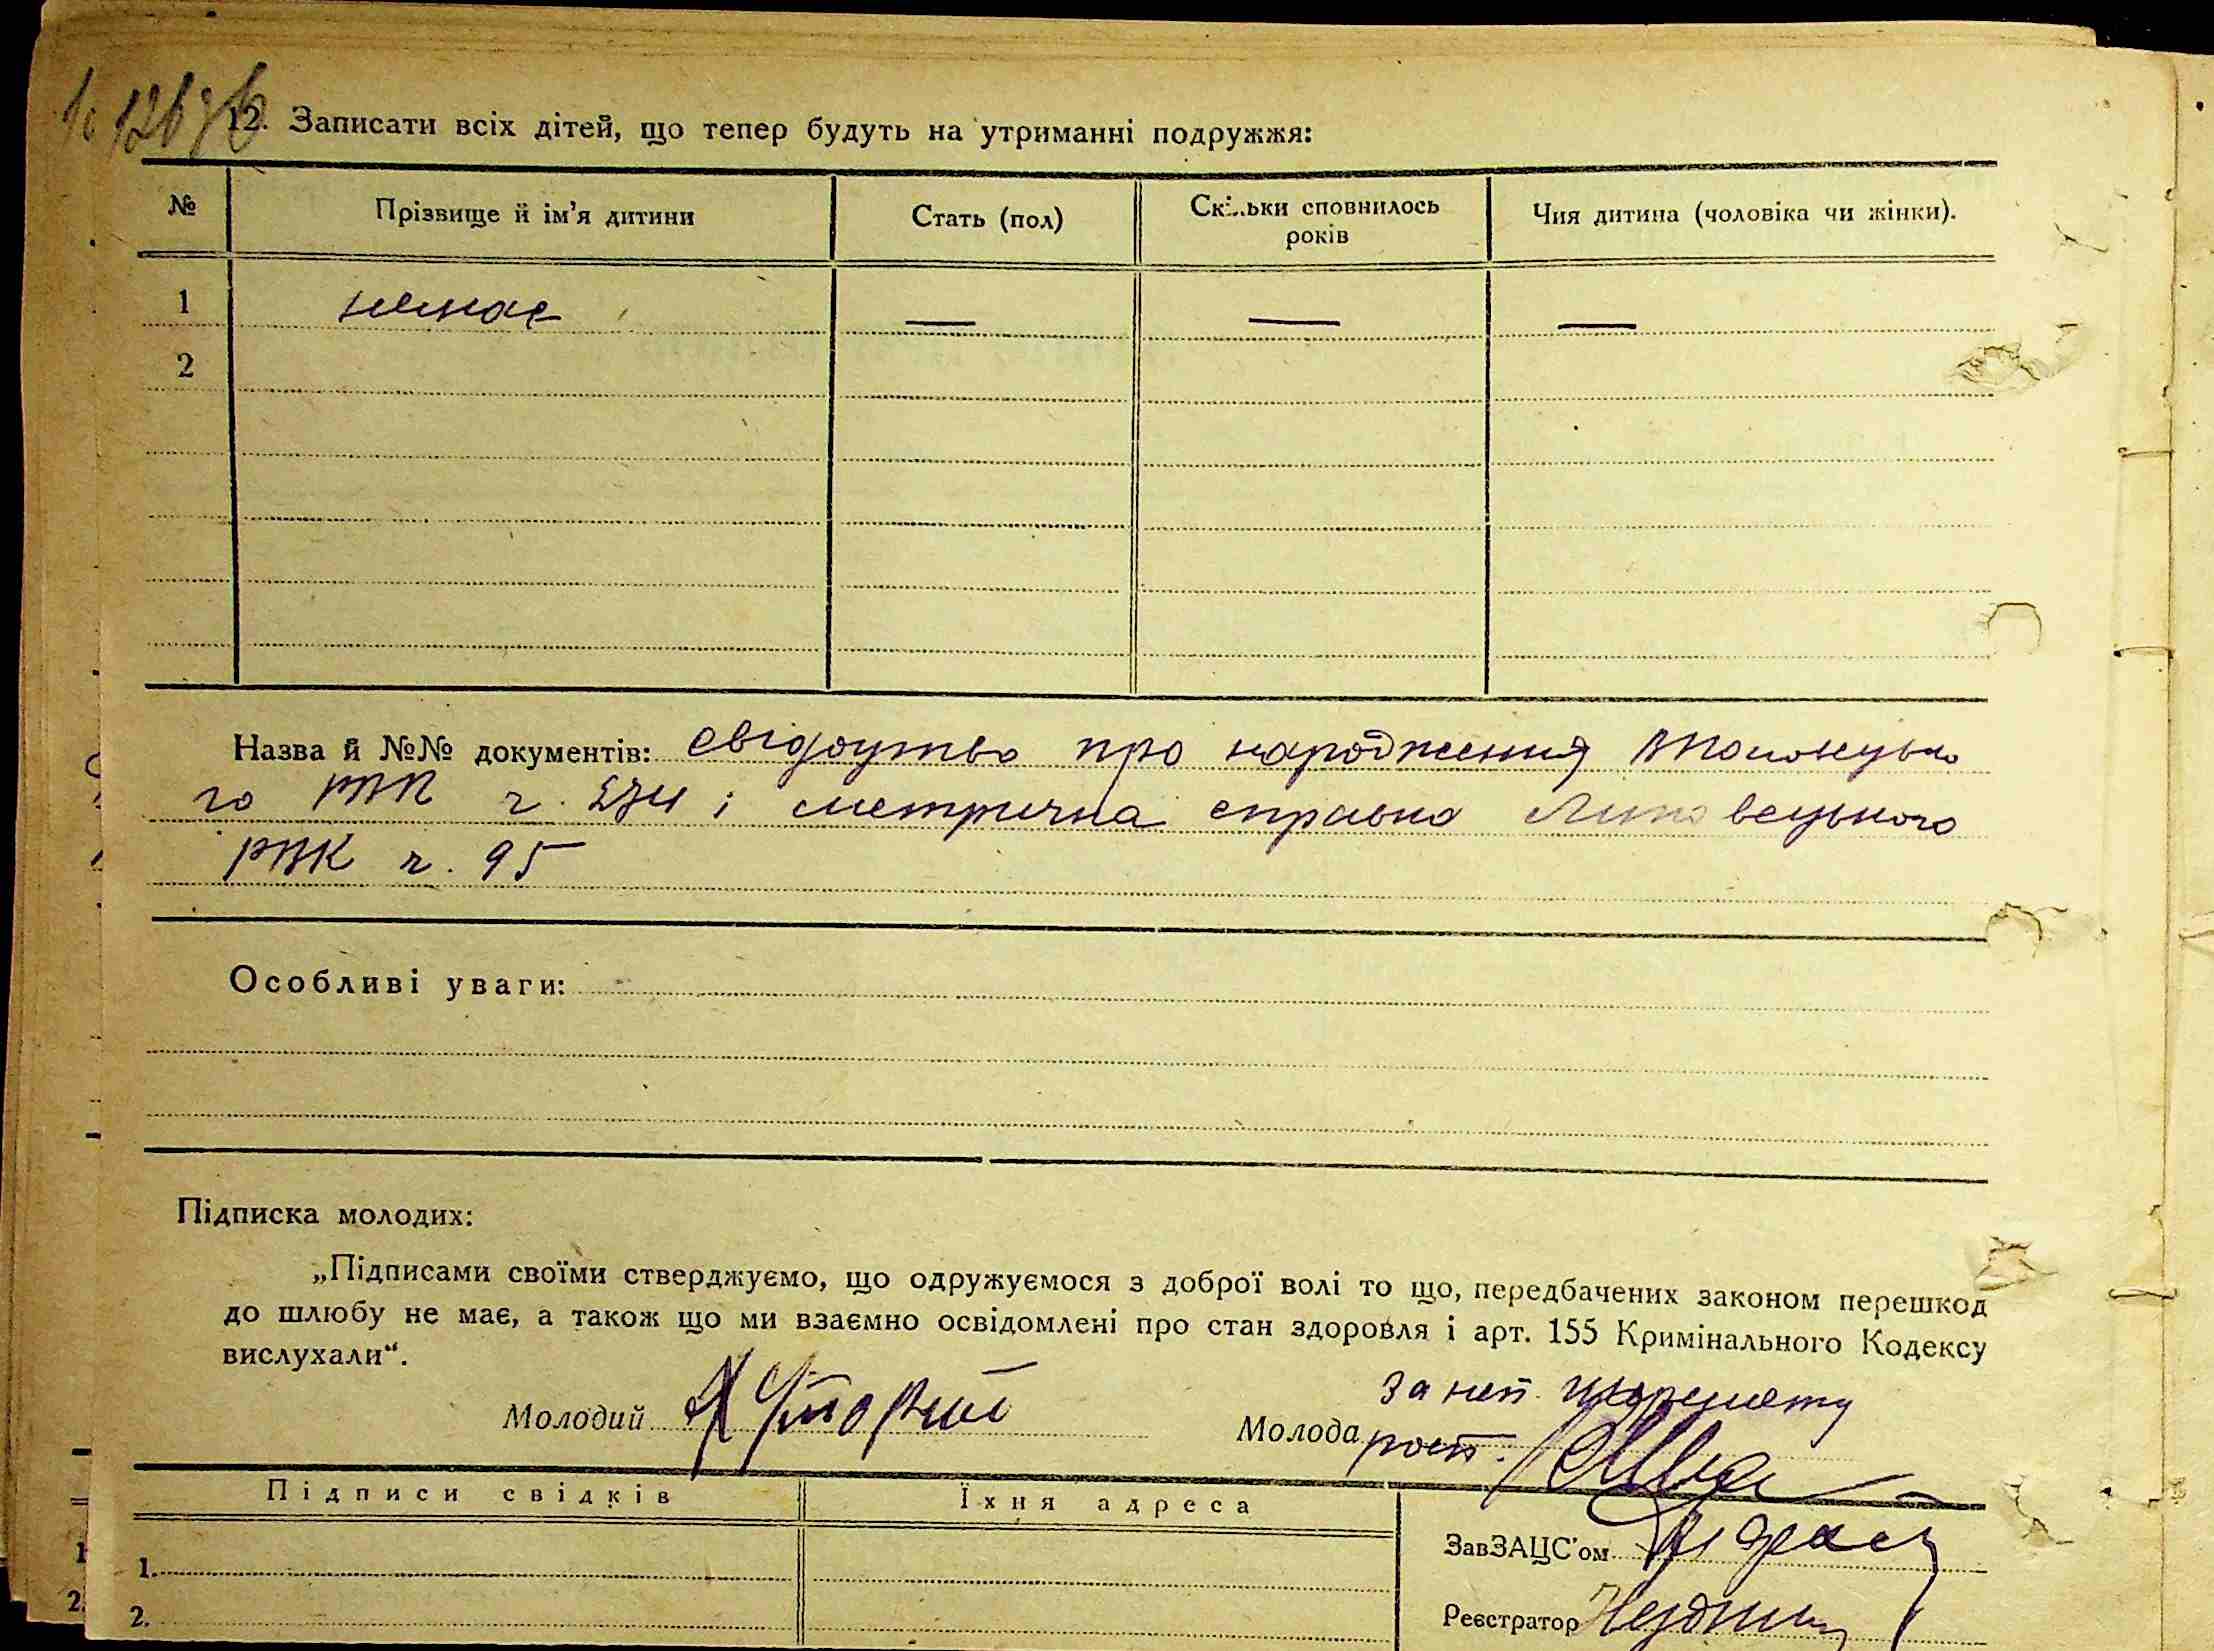 12. Записати всіх дітей, що тепер будуть на утриманні подружжя:
№ Прізвище й ім'я дитини Стать (пол) Скільки сповнилось років Чия дитина (чоловіка чи жінки).
1 немає — — —
2
Назва й №№ документів: свідоцтво про народження
го ч. і метрична справка Липовецького
РВК ч. 95
Особливі уваги:
Підписка молодих:
„Підписами своїми стверджуємо, що одружуємося з доброї волі то що, передбачених законом перешкод
до шлюбу не має, а також що ми взаємно освідомлені про стан здоровля і арт. 155 Кримінального Кодексу
вислухали“.
за неп.
Молодий Молода
Підписи свідків Їхня адреса
ЗавЗАЦС'ом
1.
Реєстратор
2.